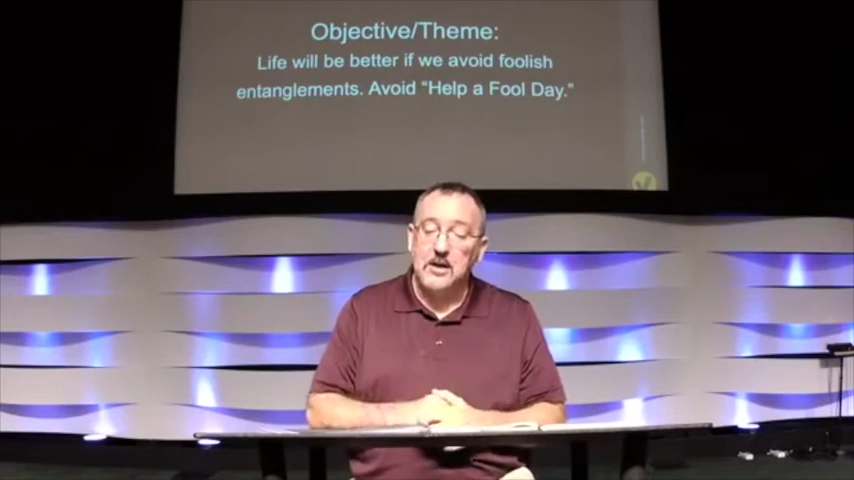 Objective/Theme:
Life will be better if we avoid foolish
entanglements. Avoid “Help a Fool Day.”